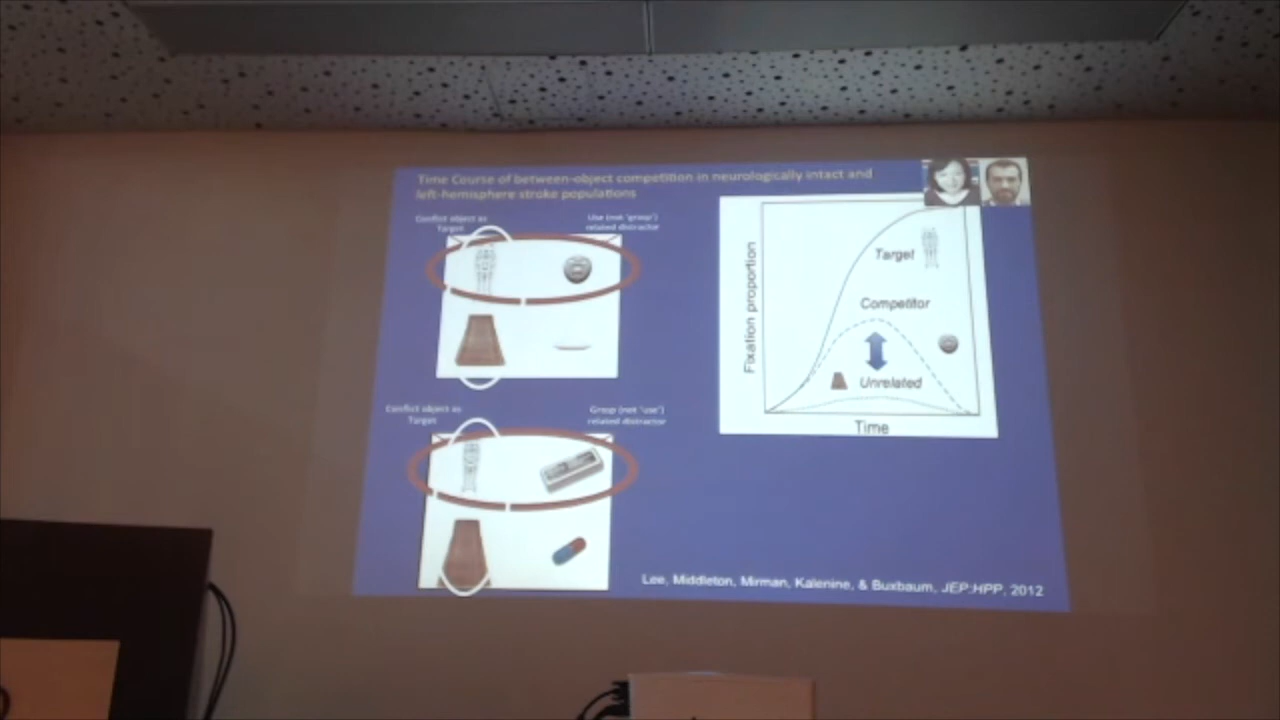 Time Course of between-object competition in neurologically intact and
left-hemisphere stroke populations
Conflict object as
Target
Use (not 'grasp')
related distractor
Conflict object as
Target
Grasp (not 'use')
related distractor
Fixation proportion
Target
Competitor
Unrelated
Time
Lee, Middleton, Mirman, Kalenine, & Buxbaum, JEP:HPP, 2012